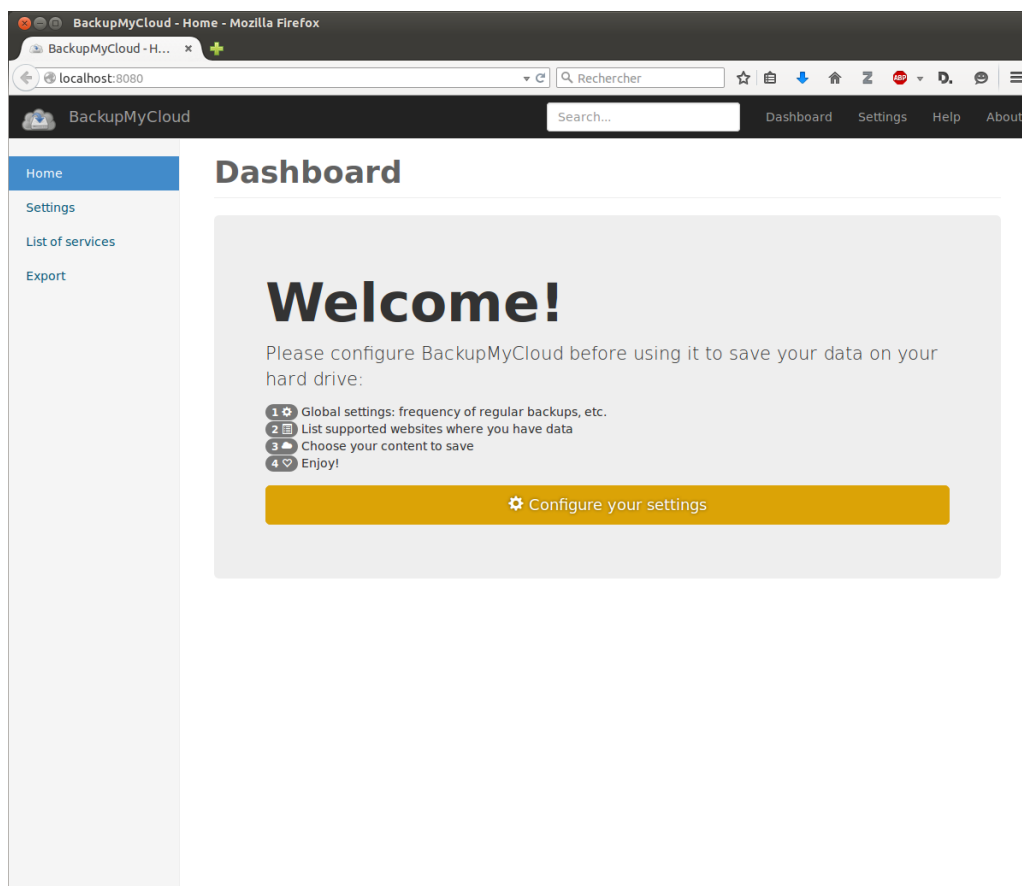 BackupMyCloud - Home - Mozilla Firefox
BackupMyCloud - H...
localhost:8080
Rechercher
ABP
BackupMyCloud
Search...
Dashboard
Settings
Help
About
Home
Settings
List of services
Export
Dashboard
Welcome!
Please configure BackupMyCloud before using it to save your data on your
hard drive:
1 Global settings: frequency of regular backups, etc.
2 List supported websites where you have data
3 Choose your content to save
4 Enjoy!
Configure your settings